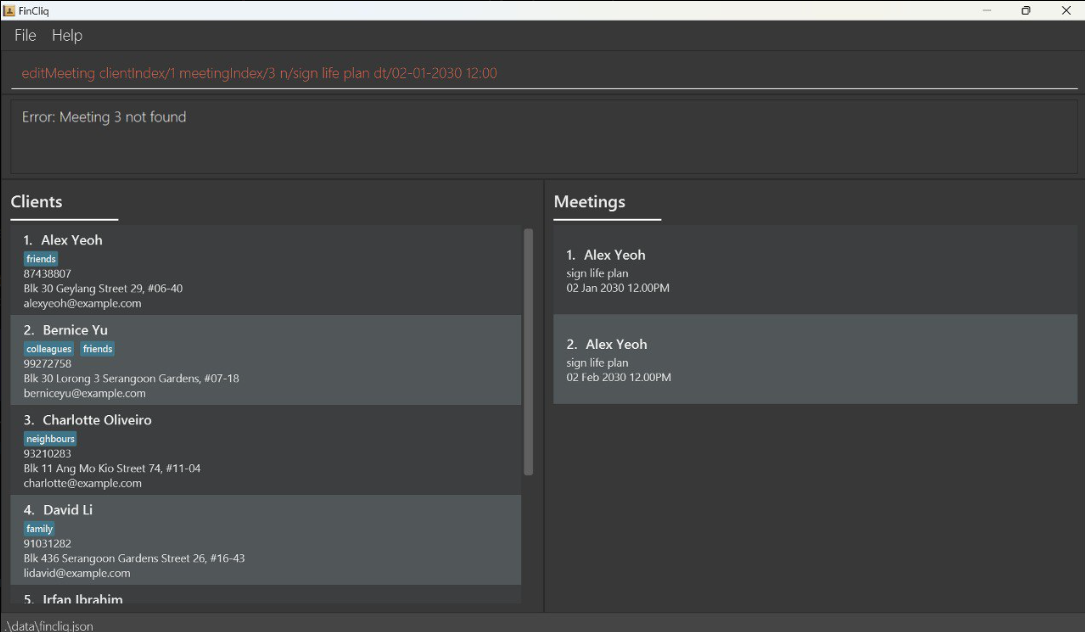 FinCliq
File Help
editMeeting clientIndex/1 meetingIndex/3 n/sign life plan dt/02-01-2030 12:00
Error: Meeting 3 not found
Clients
1. Alex Yeoh
friends
87438807
Blk 30 Geylang Street 29, #06-40
alexyeoh@example.com
2. Bernice Yu
colleagues friends
99272758
Blk 30 Lorong 3 Serangoon Gardens, #07-18
berniceyu@example.com
3. Charlotte Oliveiro
neighbours
93210283
Blk 11 Ang Mo Kio Street 74, #11-04
charlotte@example.com
4. David Li
family
91031282
Blk 436 Serangoon Gardens Street 26, #16-43
lidavid@example.com
5. Irfan Ibrahim
Meetings
1. Alex Yeoh
sign life plan
02 Jan 2030 12.00PM
2. Alex Yeoh
sign life plan
02 Feb 2030 12.00PM
.\data\fincliq.json